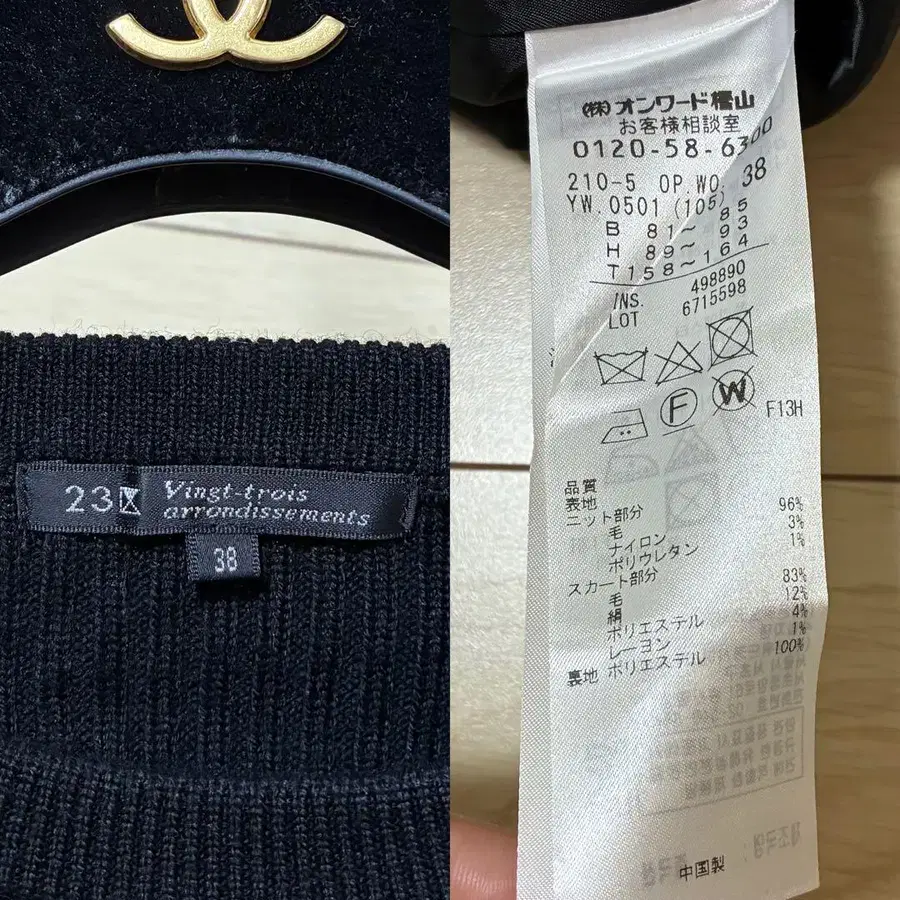 23区 Vingt-trois
arrondissements
38
(株)オンワード樫山
お客様相談室
0120-58-6300
210-5 OP.WO. 38
YW.0501 (105)
B 81~ 85
H 89~ 93
T158~164
INS. 498890
LOT 6715598
F
W
F13H
品質
表地
ニット部分
毛 96%
ナイロン 3%
ポリウレタン 1%
スカート部分
毛 83%
絹 12%
ポリエステル 4%
レーヨン 1%
裏地 ポリエステル 100%
中国製